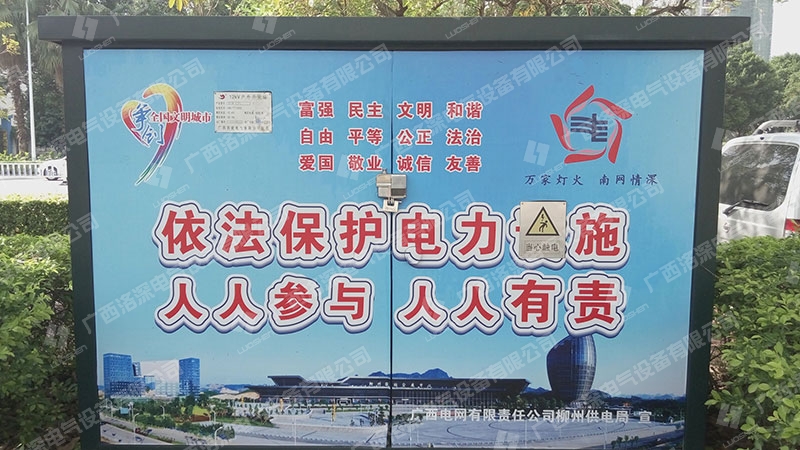 争创
全国文明城市
富强 民主 文明 和谐
自由 平等 公正 法治
爱国 敬业 诚信 友善
万家灯火 南网情深
依法保护电力 施
当心触电
人人参与 人人有责
广西电网有限责任公司柳州供电局 宣
广西洛深电气设备有限公司
LUOSHEN